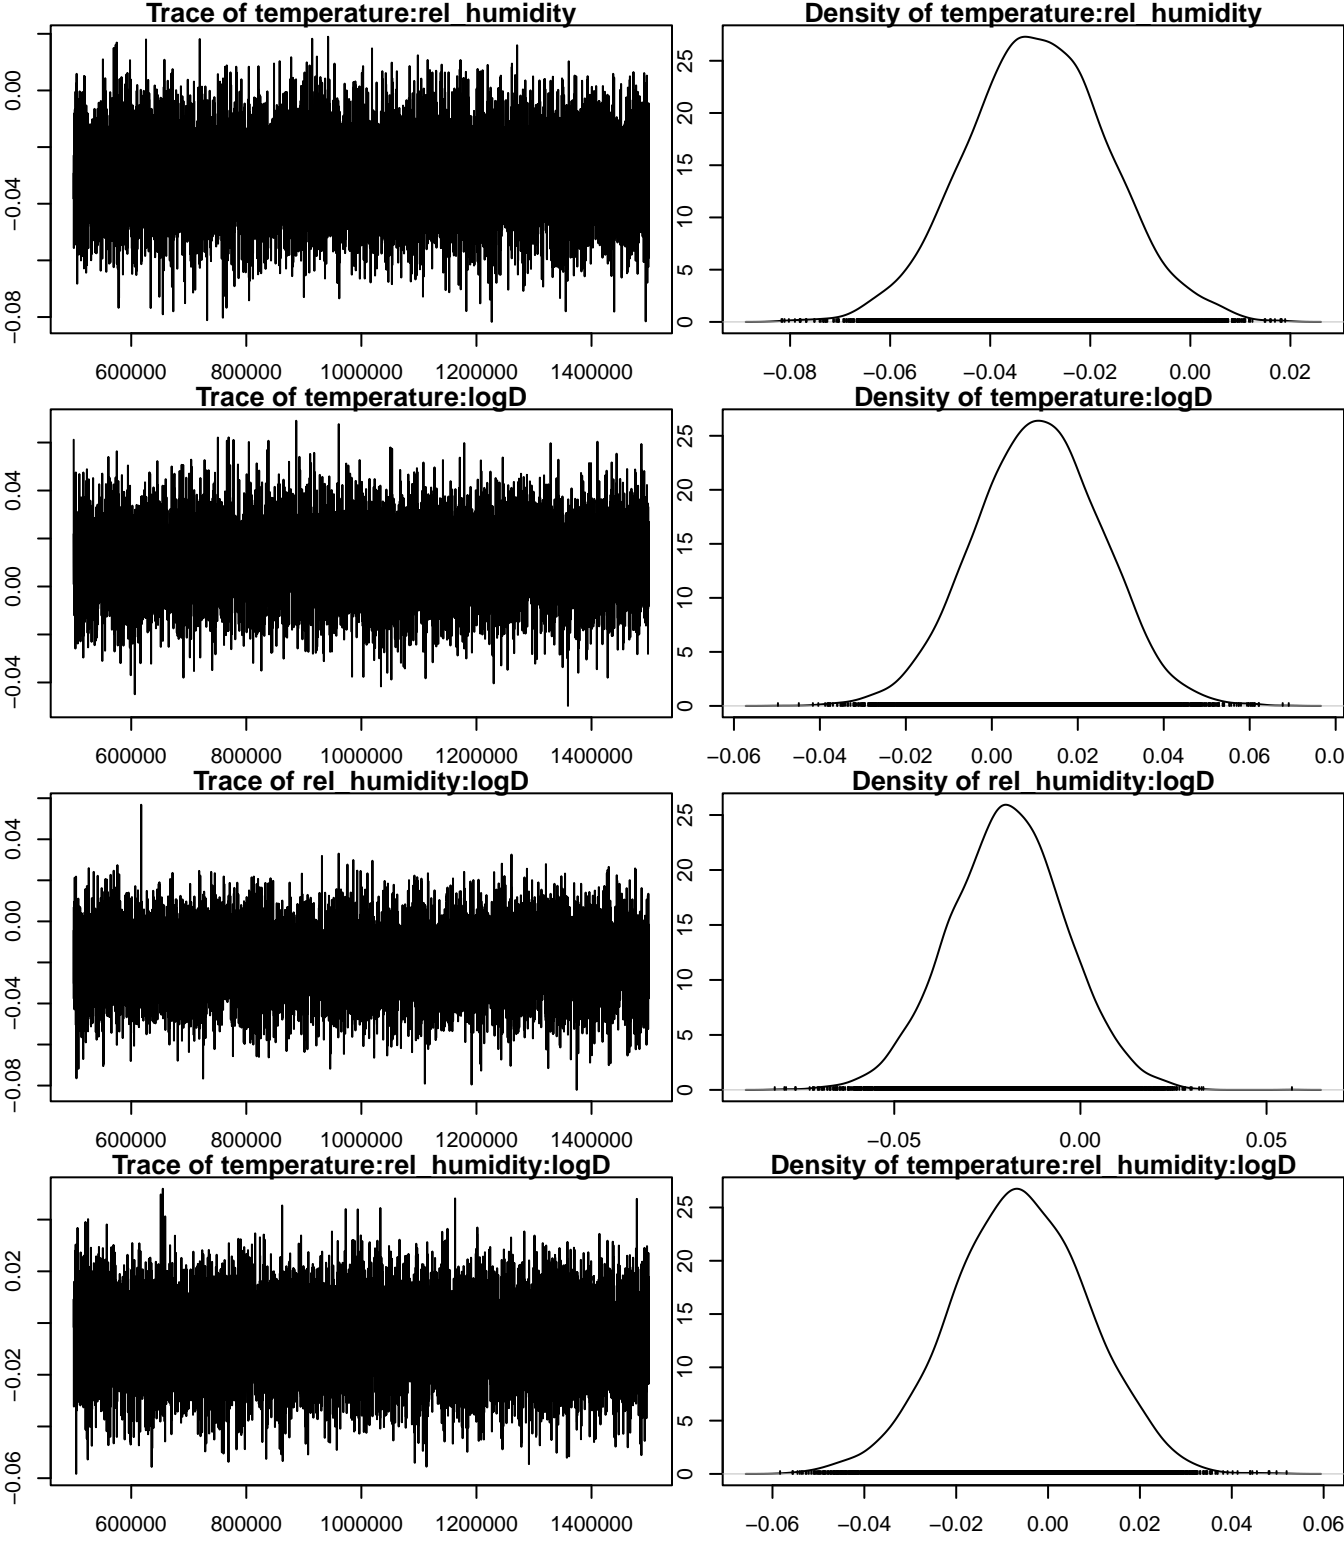 Trace of temperature:rel_humidity
Density of temperature:rel_humidity
0.00
−0.04
−0.08
600000 800000 1000000 1200000 1400000
25
20
15
10
5
0
−0.08 −0.06 −0.04 −0.02 0.00 0.02
Trace of temperature:logD
Density of temperature:logD
0.04
0.00
−0.04
600000 800000 1000000 1200000 1400000
25
20
15
10
5
0
−0.06 −0.04 −0.02 0.00 0.02 0.04 0.06 0.0
Trace of rel_humidity:logD
Density of rel_humidity:logD
0.04
0.00
−0.04
−0.08
600000 800000 1000000 1200000 1400000
25
20
15
10
5
0
−0.05 0.00 0.05
Trace of temperature:rel_humidity:logD
Density of temperature:rel_humidity:logD
0.02
−0.02
−0.06
600000 800000 1000000 1200000 1400000
25
20
15
10
5
0
−0.06 −0.04 −0.02 0.00 0.02 0.04 0.06